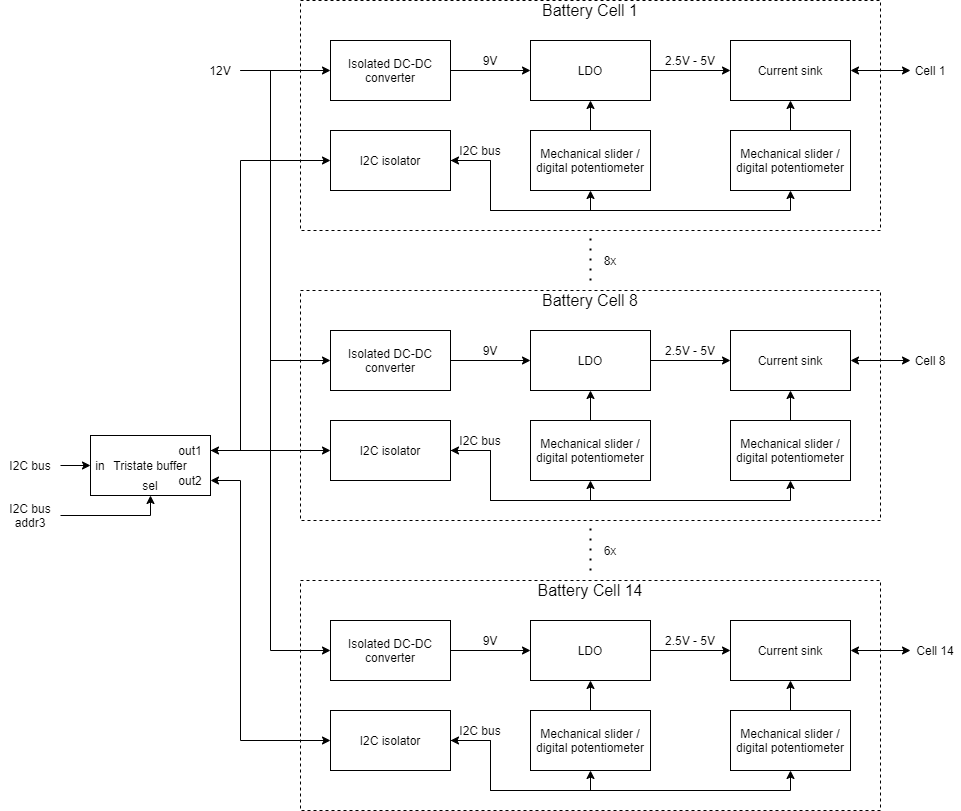 Battery Cell 1
12V
Isolated DC-DC
converter
9V
LDO
2.5V - 5V
Current sink
Cell 1
I2C isolator
I2C bus
Mechanical slider /
digital potentiometer
Mechanical slider /
digital potentiometer
8x
Battery Cell 8
Isolated DC-DC
converter
9V
LDO
2.5V - 5V
Current sink
Cell 8
I2C isolator
I2C bus
Mechanical slider /
digital potentiometer
Mechanical slider /
digital potentiometer
I2C bus
in
Tristate buffer
out1
out2
sel
I2C bus
addr3
6x
Battery Cell 14
Isolated DC-DC
converter
9V
LDO
2.5V - 5V
Current sink
Cell 14
I2C isolator
I2C bus
Mechanical slider /
digital potentiometer
Mechanical slider /
digital potentiometer